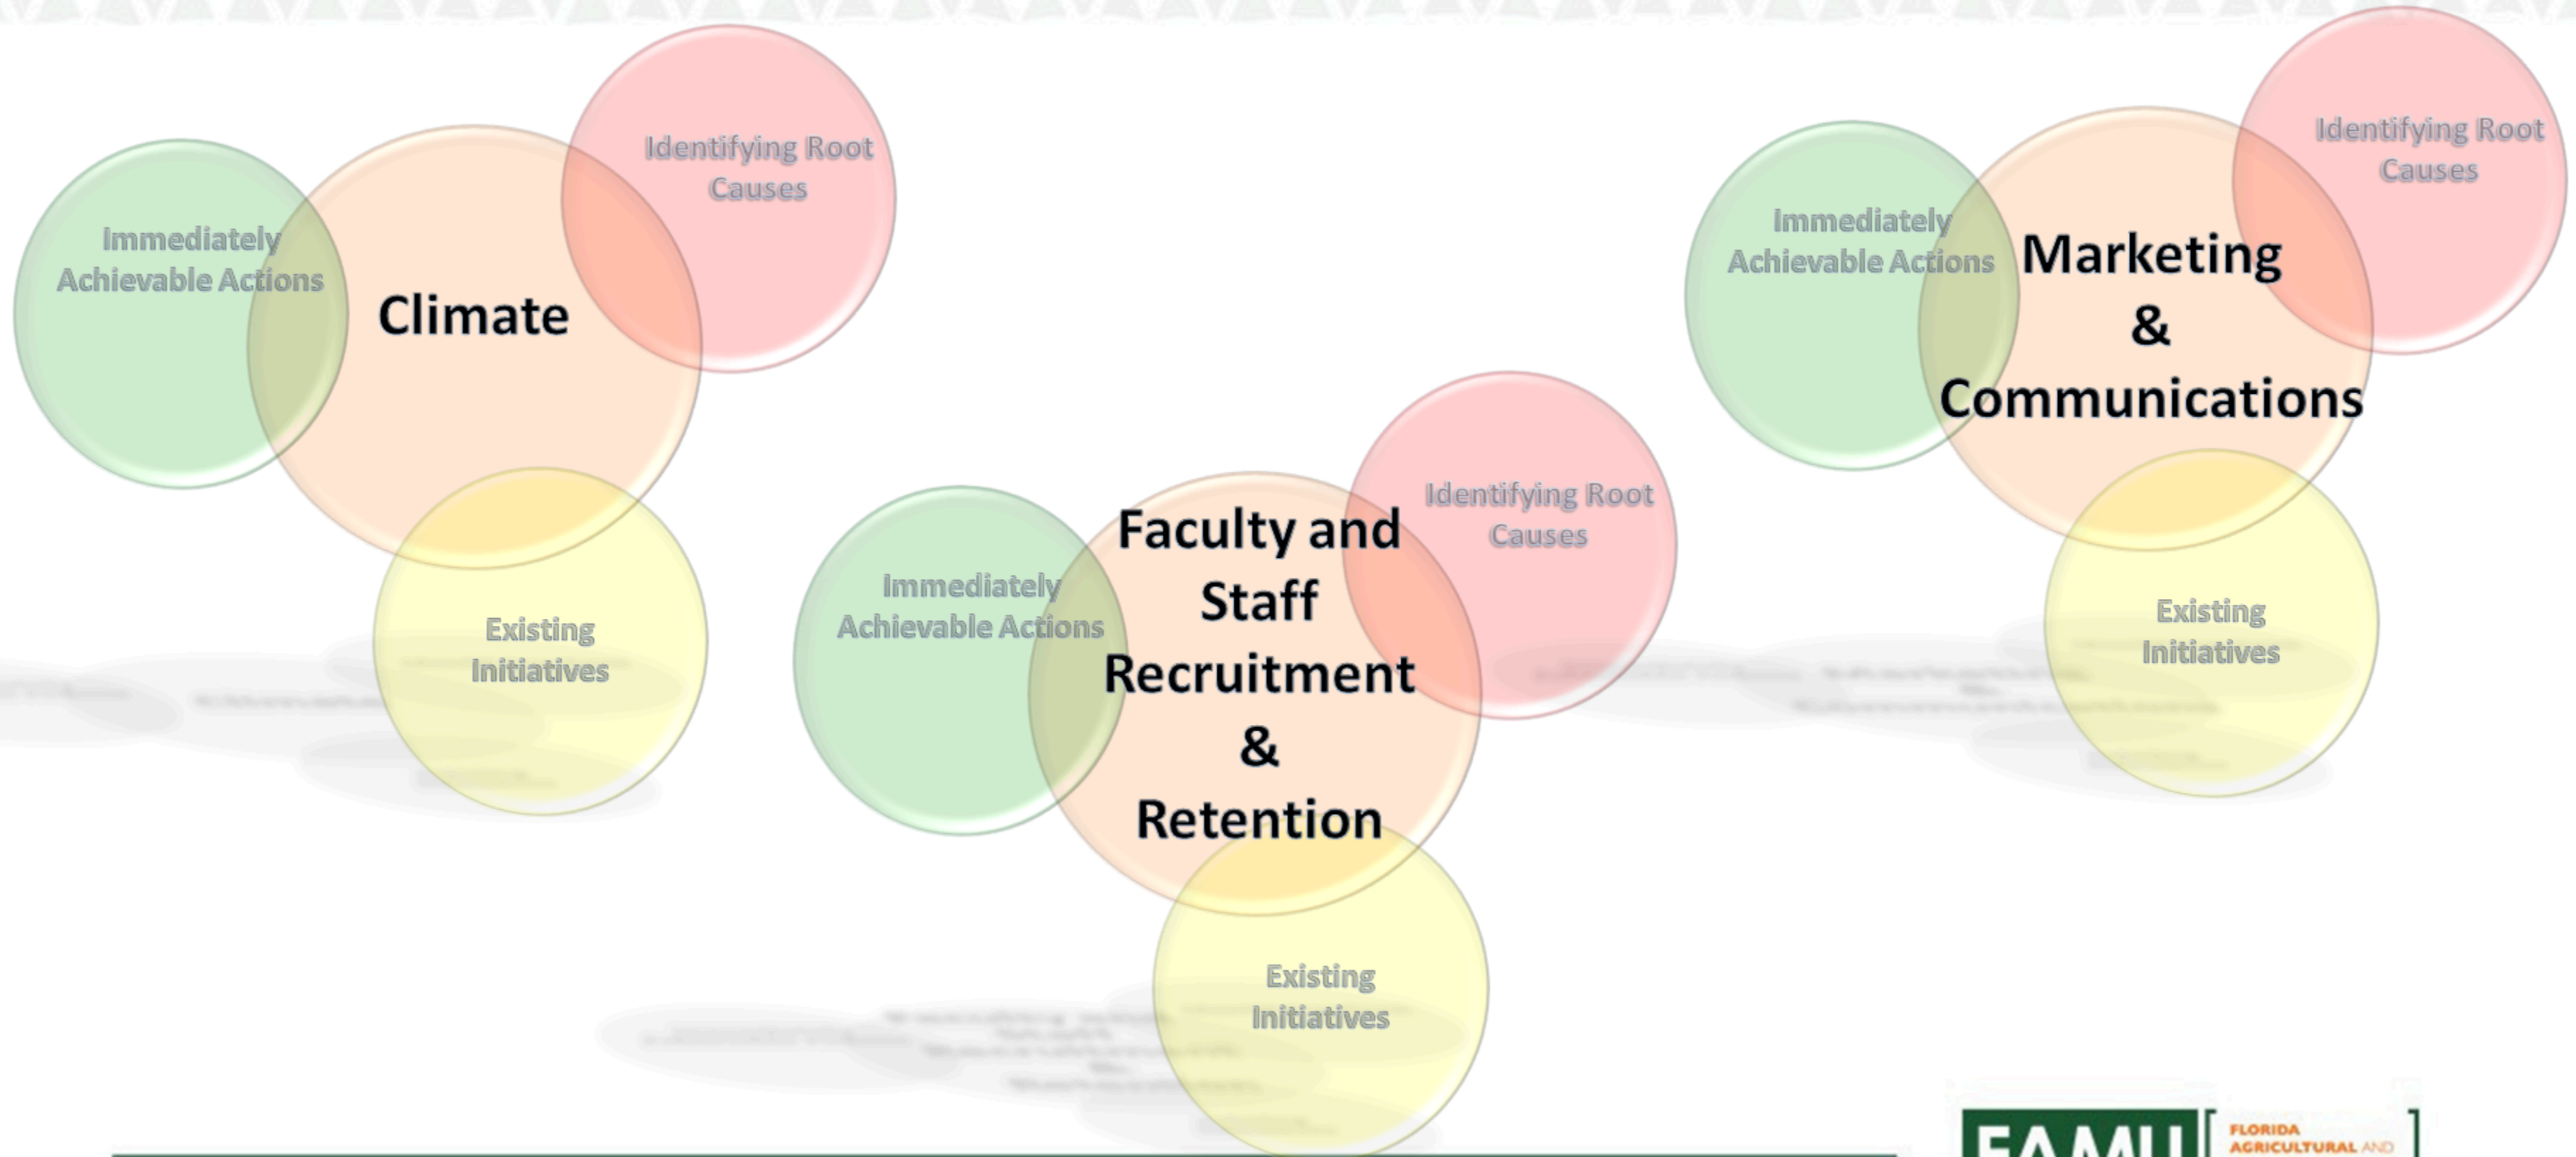 Immediately
Achievable Actions
Climate
Identifying Root
Causes
Existing
Initiatives
Immediately
Achievable Actions
Faculty and
Staff
Recruitment
&
Retention
Identifying Root
Causes
Existing
Initiatives
Immediately
Achievable Actions
Marketing
&
Communications
Identifying Root
Causes
Existing
Initiatives
FAMU
FLORIDA
AGRICULTURAL AND